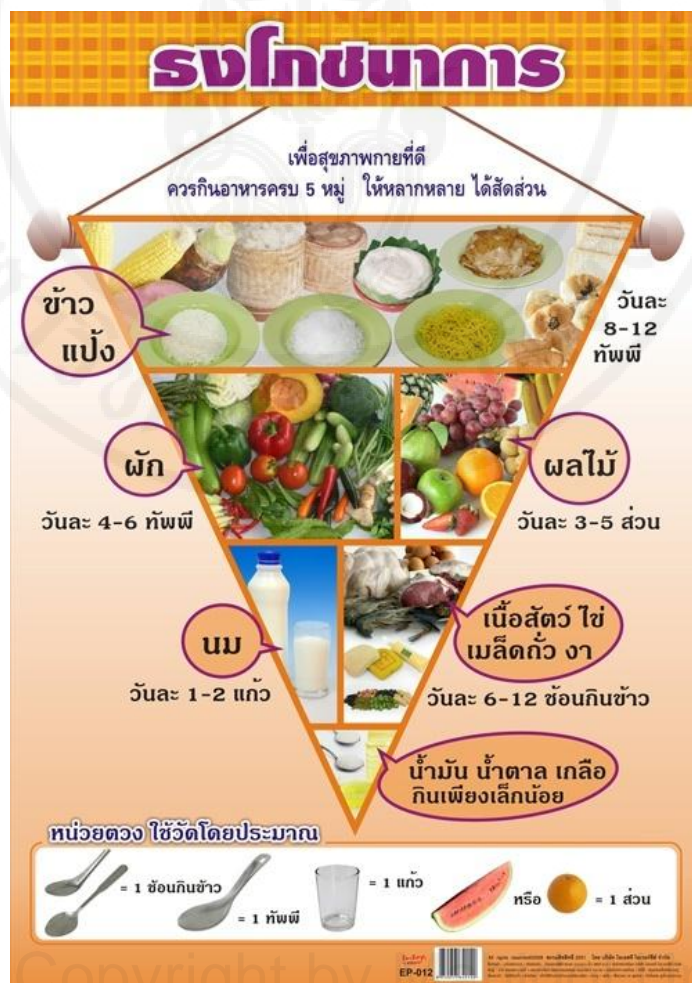 ธงโภชนาการ
เพื่อสุขภาพกายที่ดี
ควรกินอาหารครบ 5 หมู่ ให้หลากหลาย ได้สัดส่วน
ข้าว
แป้ง
วันละ
8-12
ทัพพี
ผัก
วันละ 4-6 ทัพพี
ผลไม้
วันละ 3-5 ส่วน
นม
วันละ 1-2 แก้ว
เนื้อสัตว์ ไข่
เมล็ดถั่ว งา
วันละ 6-12 ช้อนกินข้าว
น้ำมัน น้ำตาล เกลือ
กินเพียงเล็กน้อย
หน่วยตวง ใช้วัดโดยประมาณ
= 1 ช้อนกินข้าว
= 1 ทัพพี
= 1 แก้ว
หรือ
= 1 ส่วน
EP-012
Copyright by